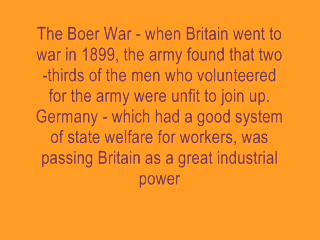 The Boer War - when Britain went to
war in 1899, the army found that two
-thirds of the men who volunteered
for the army were unfit to join up.
Germany - which had a good system
of state welfare for workers, was
passing Britain as a great industrial
power